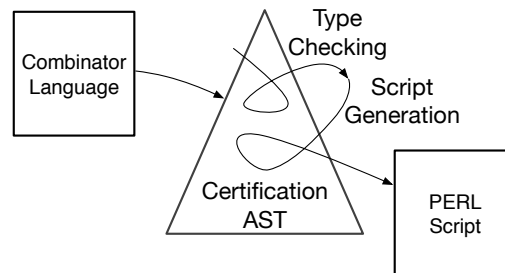 Type
Checking
Combinator
Language
Script
Generation
Certification
AST
PERL
Script